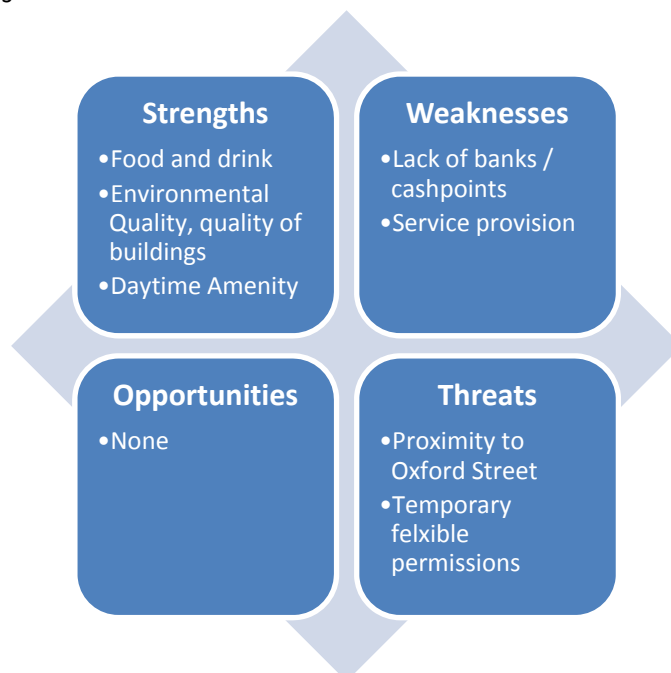 Strengths
•Food and drink
•Environmental
Quality, quality of
buildings
•Daytime Amenity
Weaknesses
•Lack of banks /
cashpoints
•Service provision
Opportunities
•None
Threats
•Proximity to
Oxford Street
•Temporary
felxible
permissions